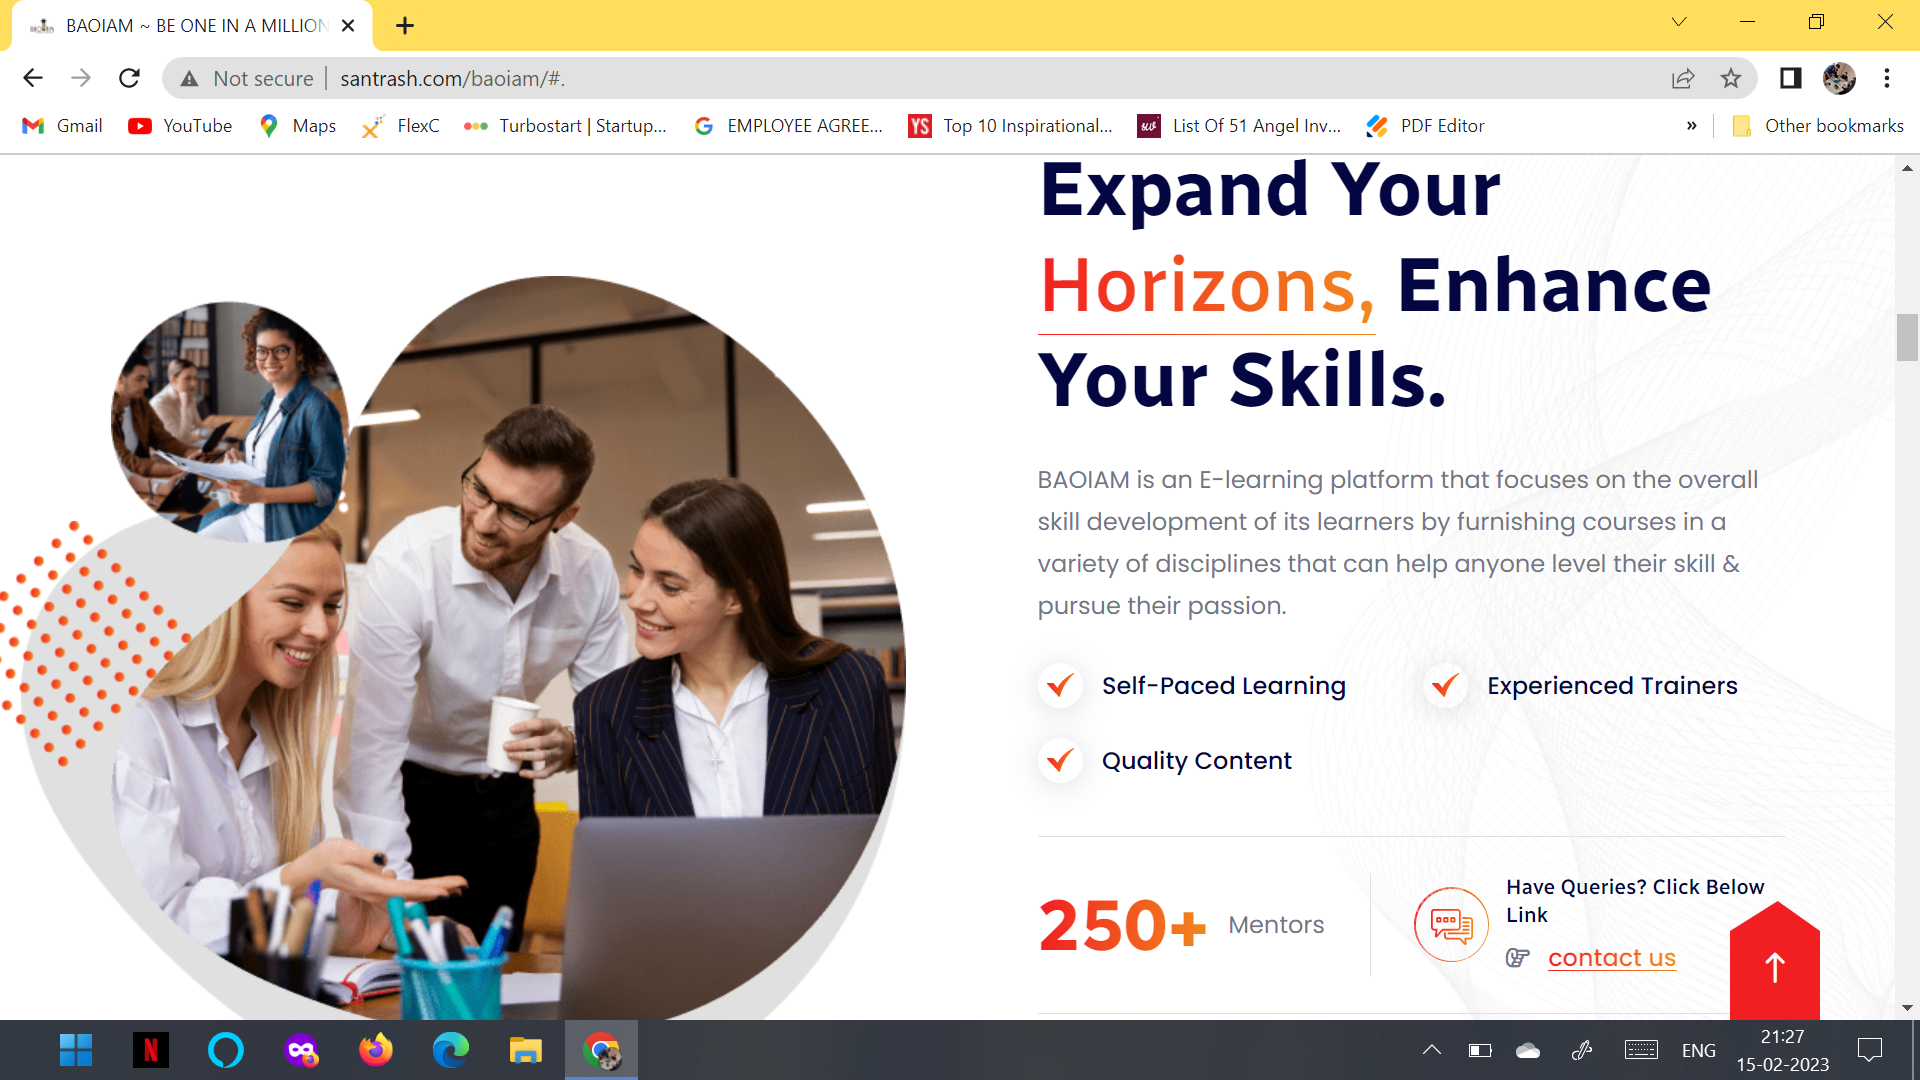 BAOIAM ~ BE ONE IN A MILLION
Not secure santrash.com/baoiam/#.
Gmail YouTube Maps FlexC Turbostart | Startup... EMPLOYEE AGREE... YS Top 10 Inspirational... List Of 51 Angel Inv... PDF Editor » Other bookmarks
Expand Your
Horizons, Enhance
Your Skills.
BAOIAM is an E-learning platform that focuses on the overall
skill development of its learners by furnishing courses in a
variety of disciplines that can help anyone level their skill &
pursue their passion.
Self-Paced Learning Experienced Trainers
Quality Content
250+ Mentors
Have Queries? Click Below
Link
contact us
N
ENG
21:27
15-02-2023